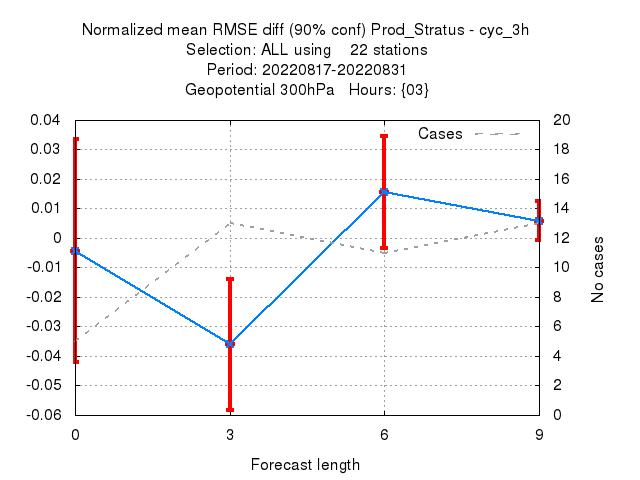 Normalized mean RMSE diff (90% conf) Prod_Stratus - cyc_3h
Selection: ALL using    22 stations
Period: 20220817-20220831
Geopotential 300hPa   Hours: {03}
Cases
0.04
0.03
0.02
0.01
0
-0.01
-0.02
-0.03
-0.04
-0.05
-0.06
20
18
16
14
12
10
8
6
4
2
0
No cases
0 3 6 9
Forecast length